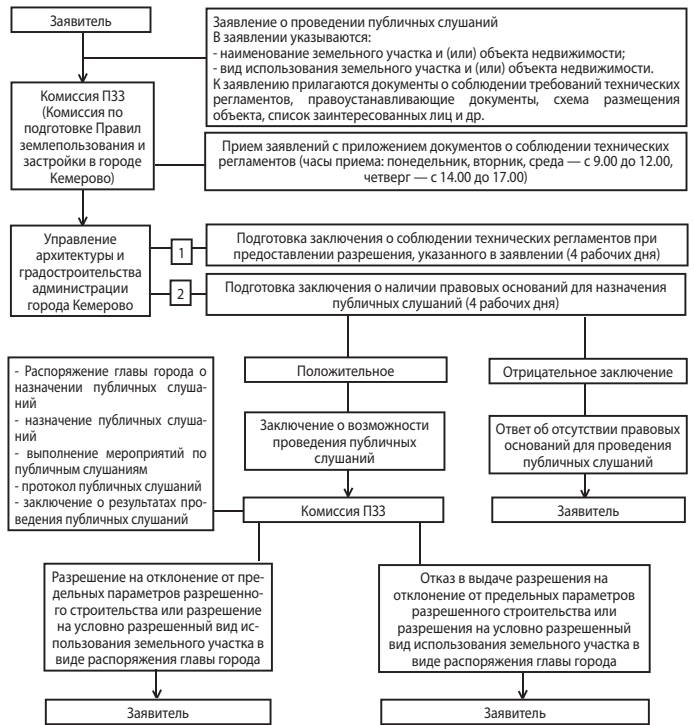 Заявитель
Заявление о проведении публичных слушаний
В заявлении указываются:
- наименование земельного участка и (или) объекта недвижимости;
- вид использования земельного участка и (или) объекта недвижимости.
К заявлению прилагаются документы о соблюдении требований технических
регламентов, правоустанавливающие документы, схема размещения
объекта, список заинтересованных лиц и др.
Комиссия ПЗЗ
(Комиссия по
подготовке Правил
землепользования и
застройки в городе
Кемерово)
Прием заявлений с приложением документов о соблюдении технических
регламентов (часы приема: понедельник, вторник, среда — с 9.00 до 12.00,
четверг — с 14.00 до 17.00)
Управление
архитектуры и
градостроительства
администрации
города Кемерово
1
Подготовка заключения о соблюдении технических регламентов при
предоставлении разрешения, указанного в заявлении (4 рабочих дня)
2
Подготовка заключения о наличии правовых оснований для назначения
публичных слушаний (4 рабочих дня)
- Распоряжение главы города о
назначении публичных слуша-
ний
- назначение публичных слуша-
ний
- выполнение мероприятий по
публичным слушаниям
- протокол публичных слушаний
- заключение о результатах про-
ведения публичных слушаний
Положительное
Отрицательное заключение
Заключение о возможности
проведения публичных
слушаний
Ответ об отсутствии правовых
оснований для проведения
публичных слушаний
Комиссия ПЗЗ
Заявитель
Разрешение на отклонение от пре-
дельных параметров разрешенно-
го строительства или разрешение
на условно разрешенный вид ис-
пользования земельного участка в
виде распоряжения главы города
Отказ в выдаче разрешения на
отклонение от предельных параметров
разрешенного строительства или
разрешения на условно разрешенный
вид использования земельного участка в
виде распоряжения главы города
Заявитель
Заявитель